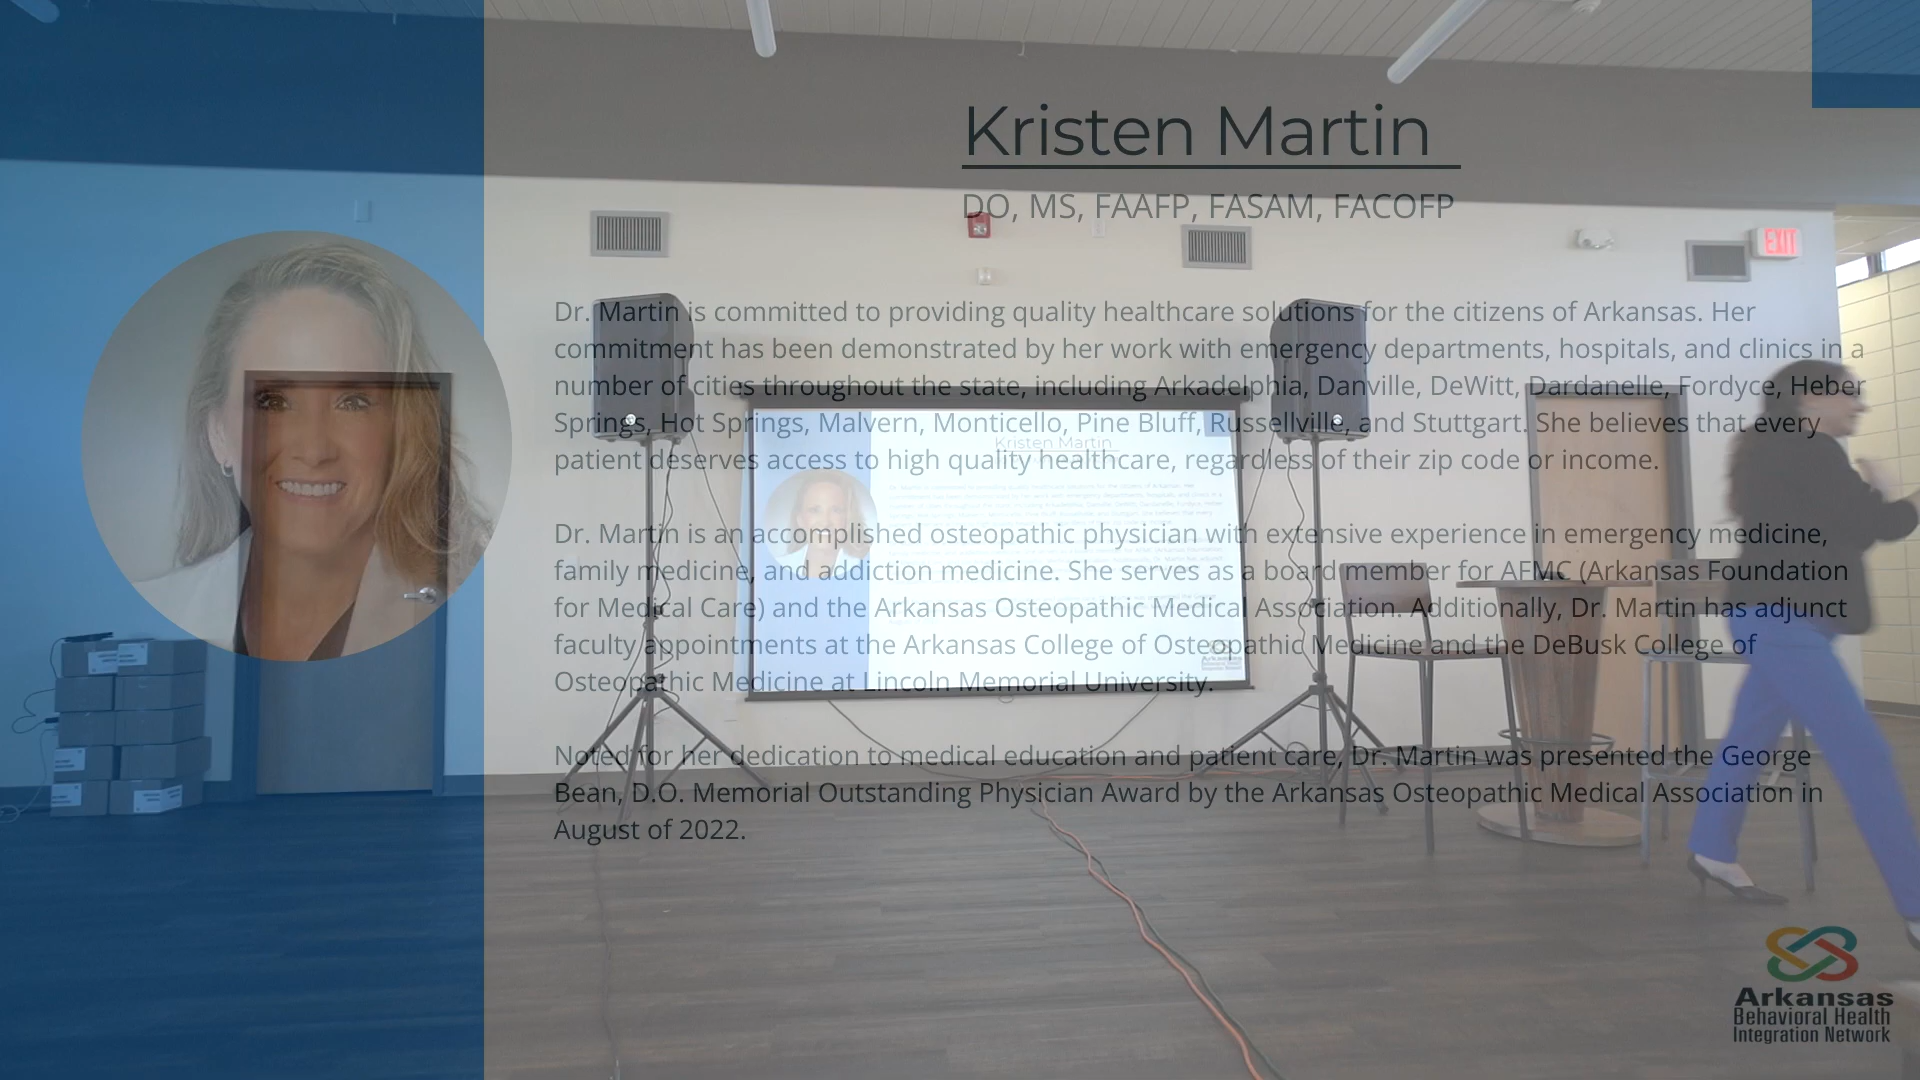 Kristen Martin
DO, MS, FAAFP, FASAM, FACOFP
EXIT
Dr. Martin is committed to providing quality healthcare solutions for the citizens of Arkansas. Her
commitment has been demonstrated by her work with emergency departments, hospitals, and clinics in a
number of cities throughout the state, including Arkadelphia, Danville, DeWitt, Dardanelle, Fordyce, Heber
Springs, Hot Springs, Malvern, Monticello, Pine Bluff, Russellville, and Stuttgart. She believes that every
patient deserves access to high quality healthcare, regardless of their zip code or income.
Kristen Martin
Dr. Martin is an accomplished osteopathic physician with extensive experience in emergency medicine,
family medicine, and addiction medicine. She serves as a board member for AFMC (Arkansas Foundation
for Medical Care) and the Arkansas Osteopathic Medical Association. Additionally, Dr. Martin has adjunct
faculty appointments at the Arkansas College of Osteopathic Medicine and the DeBusk College of
Osteopathic Medicine at Lincoln Memorial University.
Noted for her dedication to medical education and patient care, Dr. Martin was presented the George
Bean, D.O. Memorial Outstanding Physician Award by the Arkansas Osteopathic Medical Association in
August of 2022.
Arkansas
Behavioral Health
Integration Network